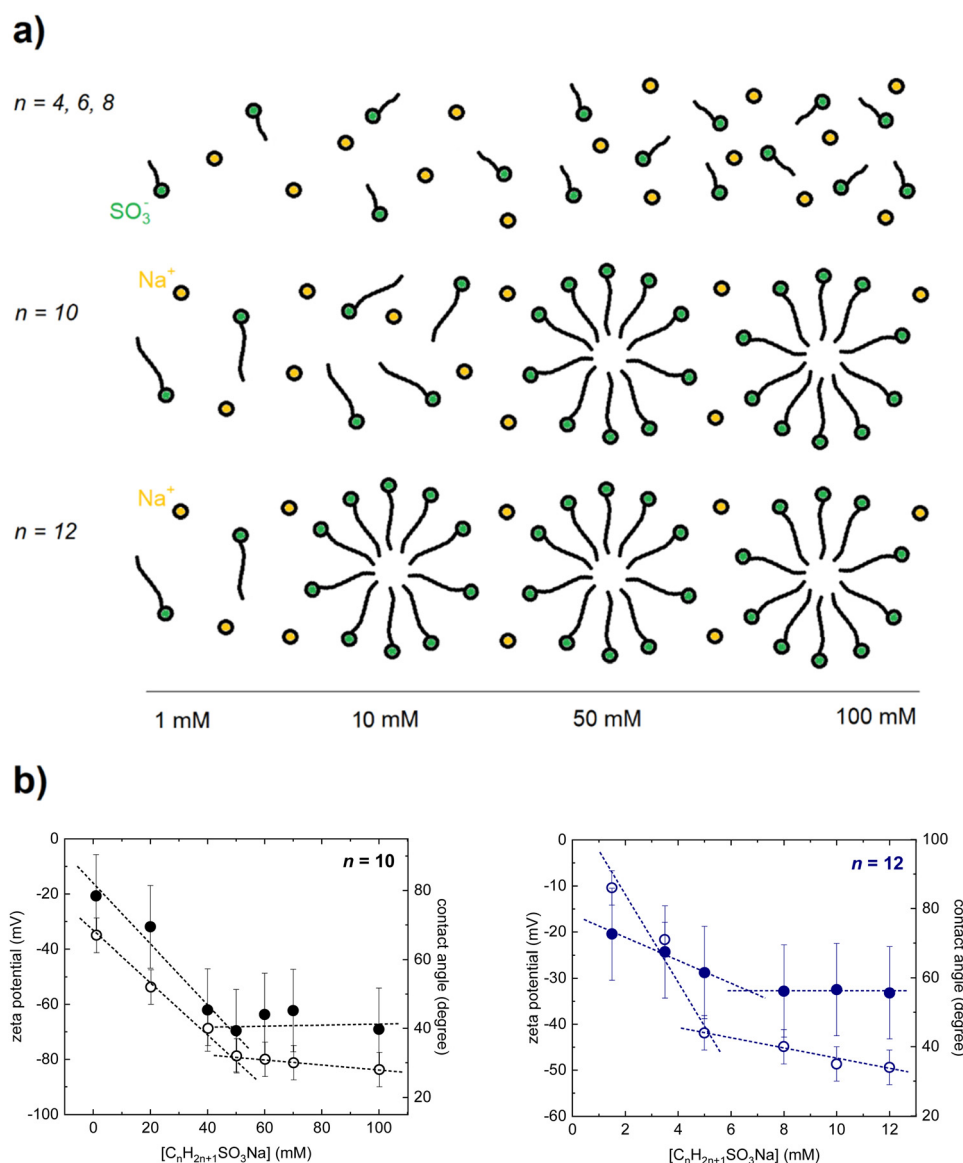 a)
n = 4, 6, 8
SO₃⁻
Na⁺
n = 10
Na⁺
n = 12
1 mM 10 mM 50 mM 100 mM
b)
n = 10
0
-20
-40
-60
-80
-100
zeta potential (mV)
80
60
40
20
contact angle (degree)
0 20 40 60 80 100
[CₙH₂ₙ₊₁SO₃Na] (mM)
n = 12
0
-10
-20
-30
-40
-50
-60
zeta potential (mV)
100
80
60
40
20
contact angle (degree)
0 2 4 6 8 10 12
[CₙH₂ₙ₊₁SO₃Na] (mM)